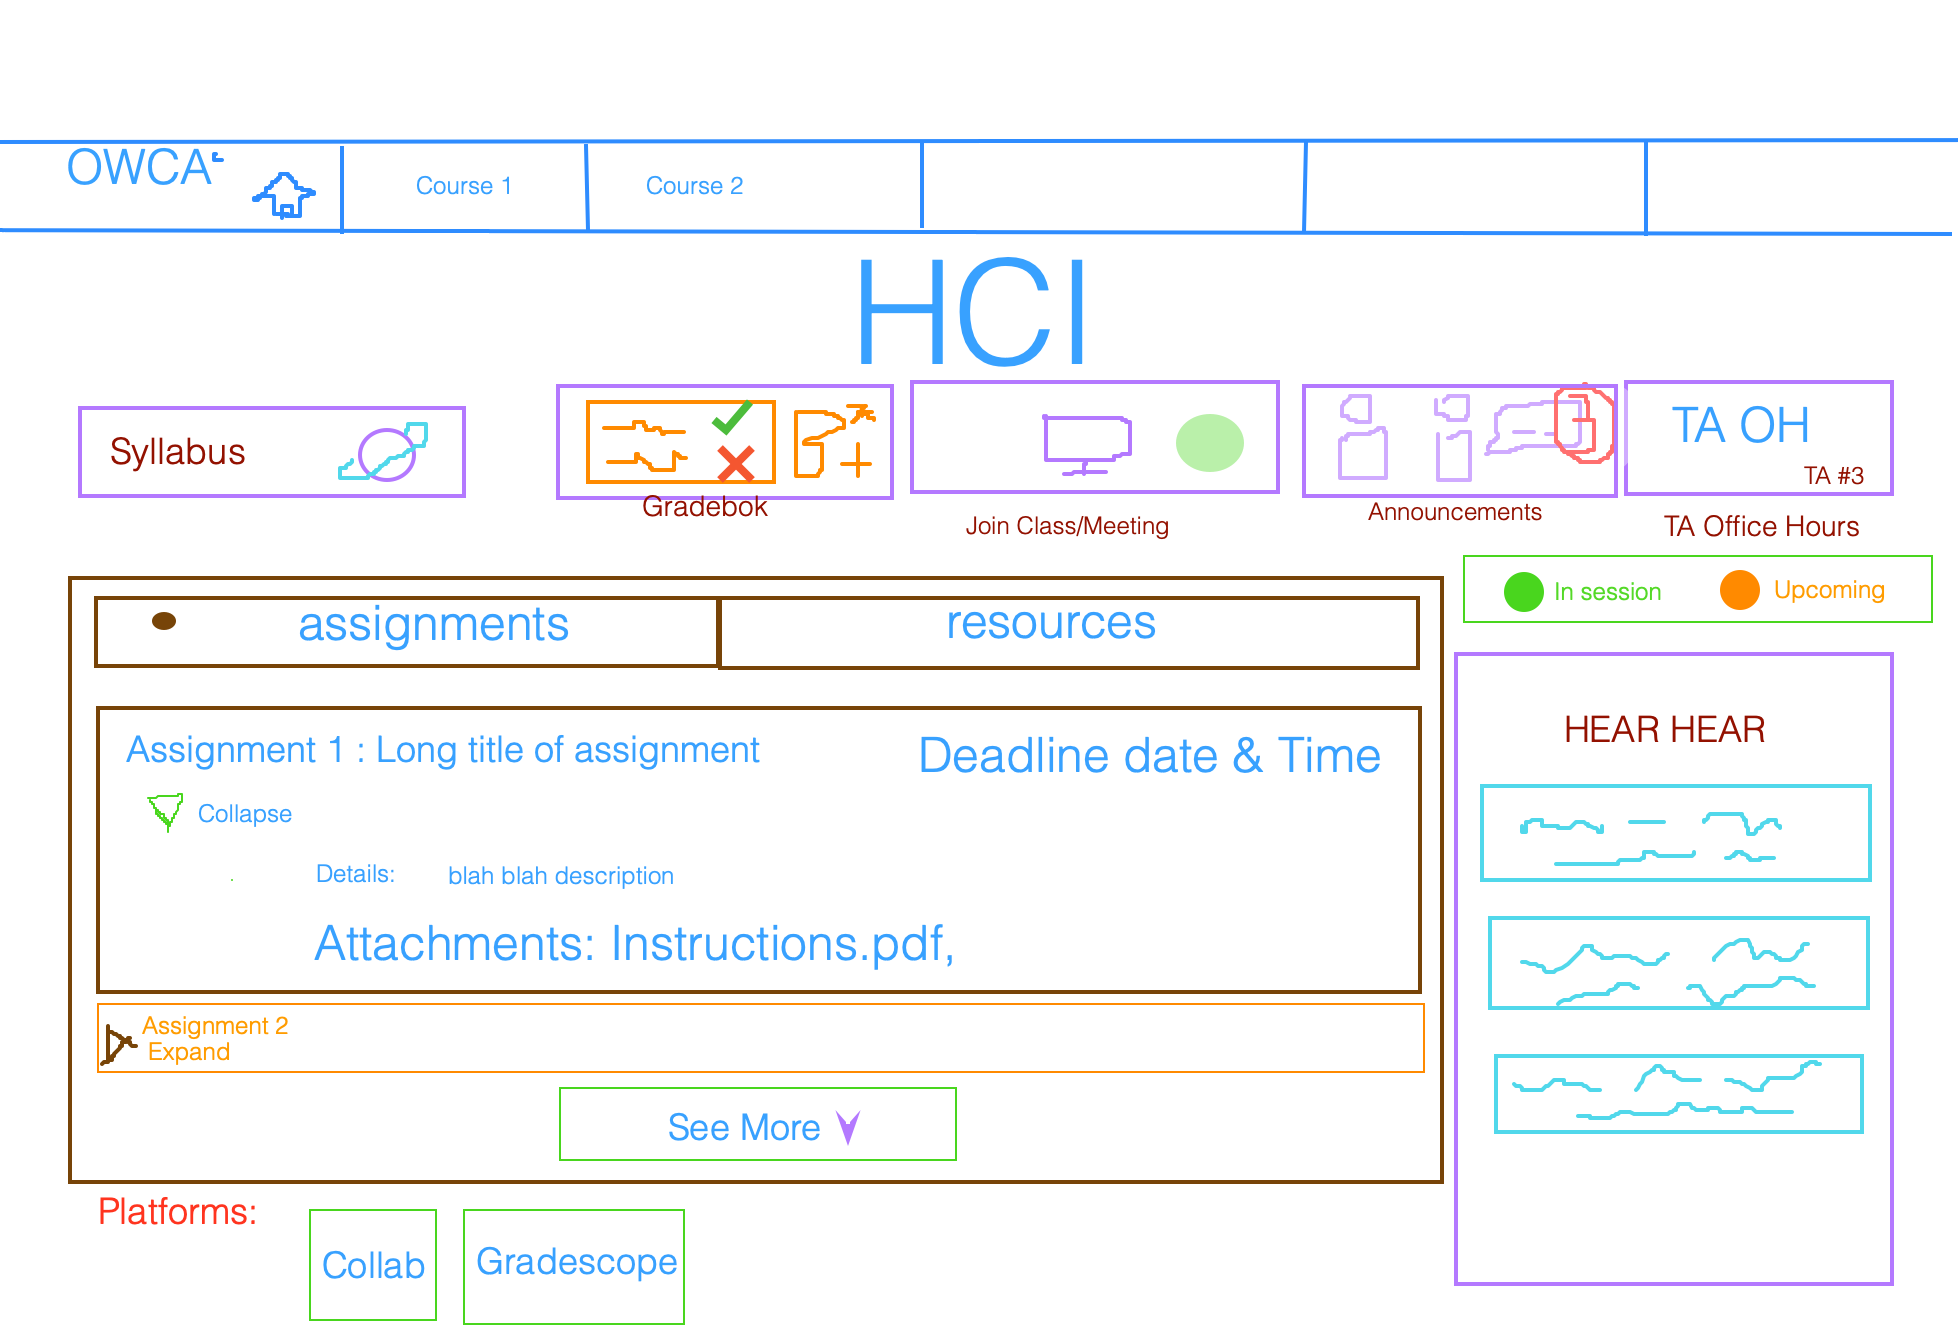 OWCA
Course 1
Course 2
HCI
Syllabus
Gradebok
Join Class/Meeting
Announcements
TA OH
TA #3
TA Office Hours
In session
Upcoming
assignments
resources
Assignment 1 : Long title of assignment
Deadline date & Time
Collapse
Details: blah blah description
Attachments: Instructions.pdf,
Assignment 2
Expand
See More
HEAR HEAR
Platforms:
Collab
Gradescope